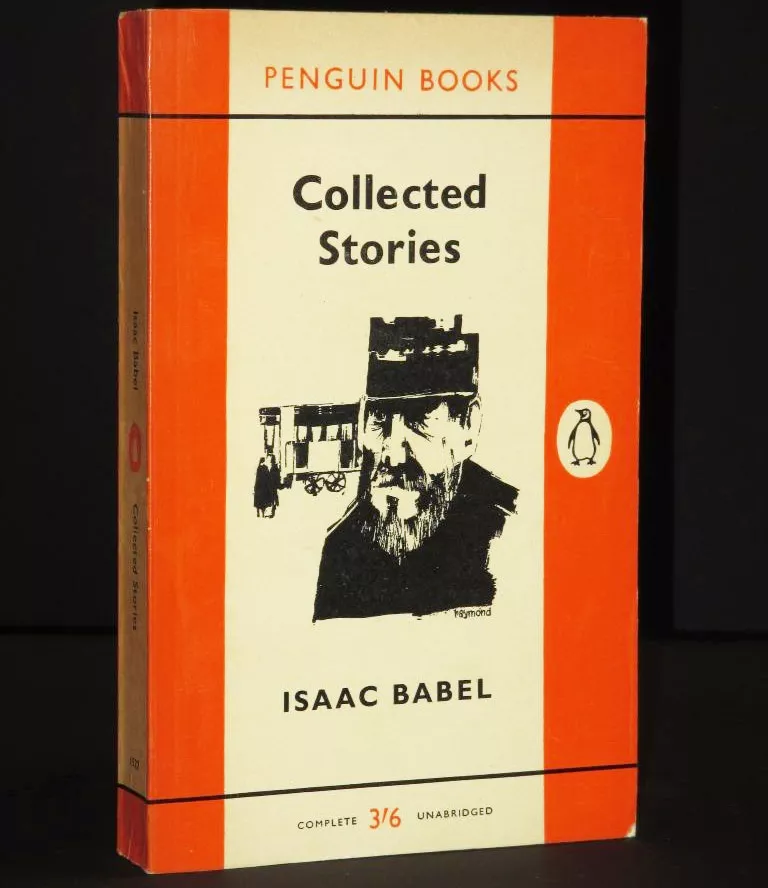 PENGUIN BOOKS
Collected
Stories
raymond
ISAAC BABEL
COMPLETE 3'6 UNABRIDGED
Isaac Babel
Collected Stories